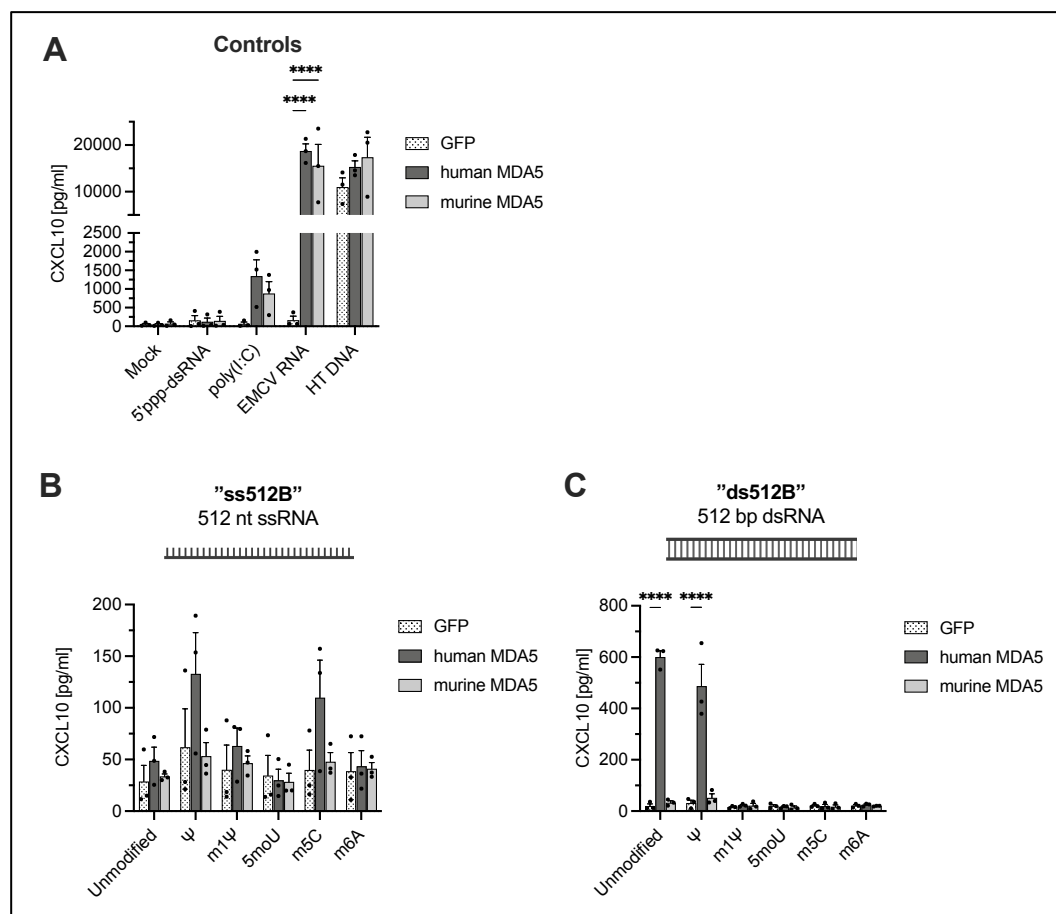 A
Controls
****
****
CXCL10 [pg/ml]
20000
10000
2500
2000
1500
1000
500
0
Mock
5'ppp-dsRNA
poly(I:C)
EMCV RNA
HT DNA
GFP
human MDA5
murine MDA5
B
"ss512B"
512 nt ssRNA
CXCL10 [pg/ml]
200
150
100
50
0
Unmodified
Ψ
m1Ψ
5moU
m5C
m6A
GFP
human MDA5
murine MDA5
C
"ds512B"
512 bp dsRNA
**** ****
CXCL10 [pg/ml]
800
600
400
200
0
Unmodified
Ψ
m1Ψ
5moU
m5C
m6A
GFP
human MDA5
murine MDA5